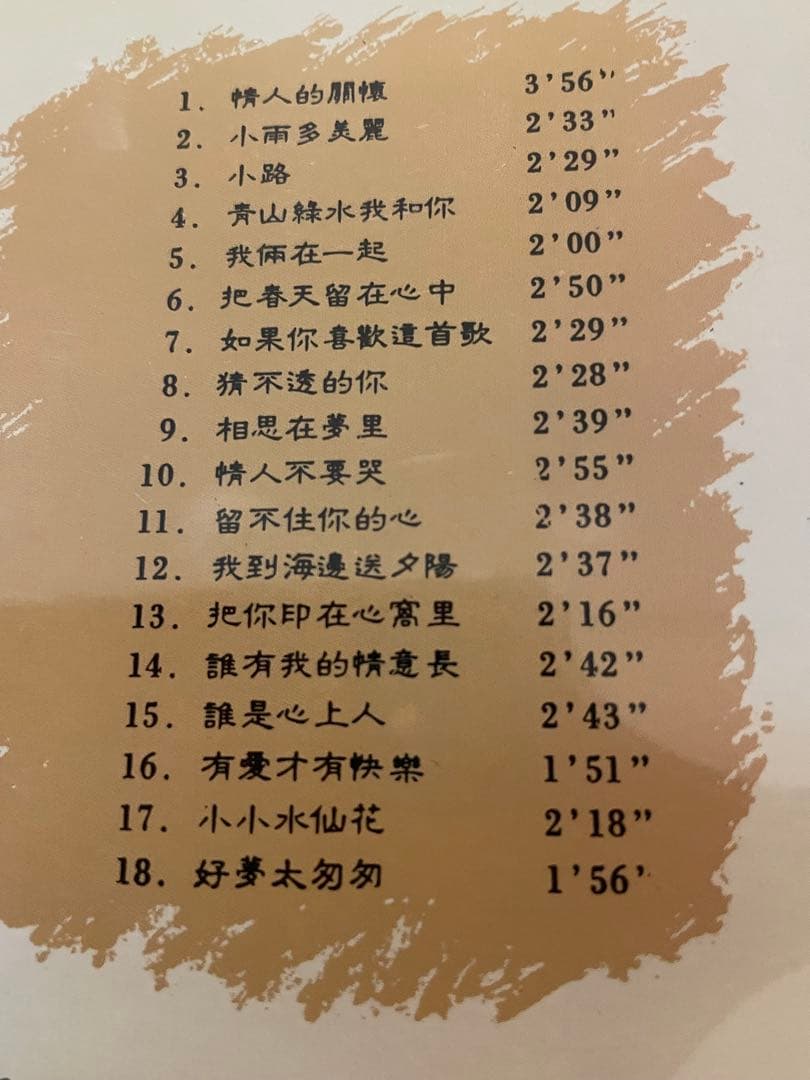 1. 情人的關懷 3’56”
2. 小雨多美麗 2’33”
3. 小路 2’29”
4. 青山綠水我和你 2’09”
5. 我倆在一起 2’00”
6. 把春天留在心中 2’50”
7. 如果你喜歡這首歌 2’29”
8. 猜不透的你 2’28”
9. 相思在夢里 2’39”
10. 情人不要哭 2’55”
11. 留不住你的心 2’38”
12. 我到海邊送夕陽 2’37”
13. 把你印在心窩里 2’16”
14. 誰有我的情意長 2’42”
15. 誰是心上人 2’43”
16. 有愛才有快樂 1’51”
17. 小小水仙花 2’18”
18. 好夢太匆匆 1’56’